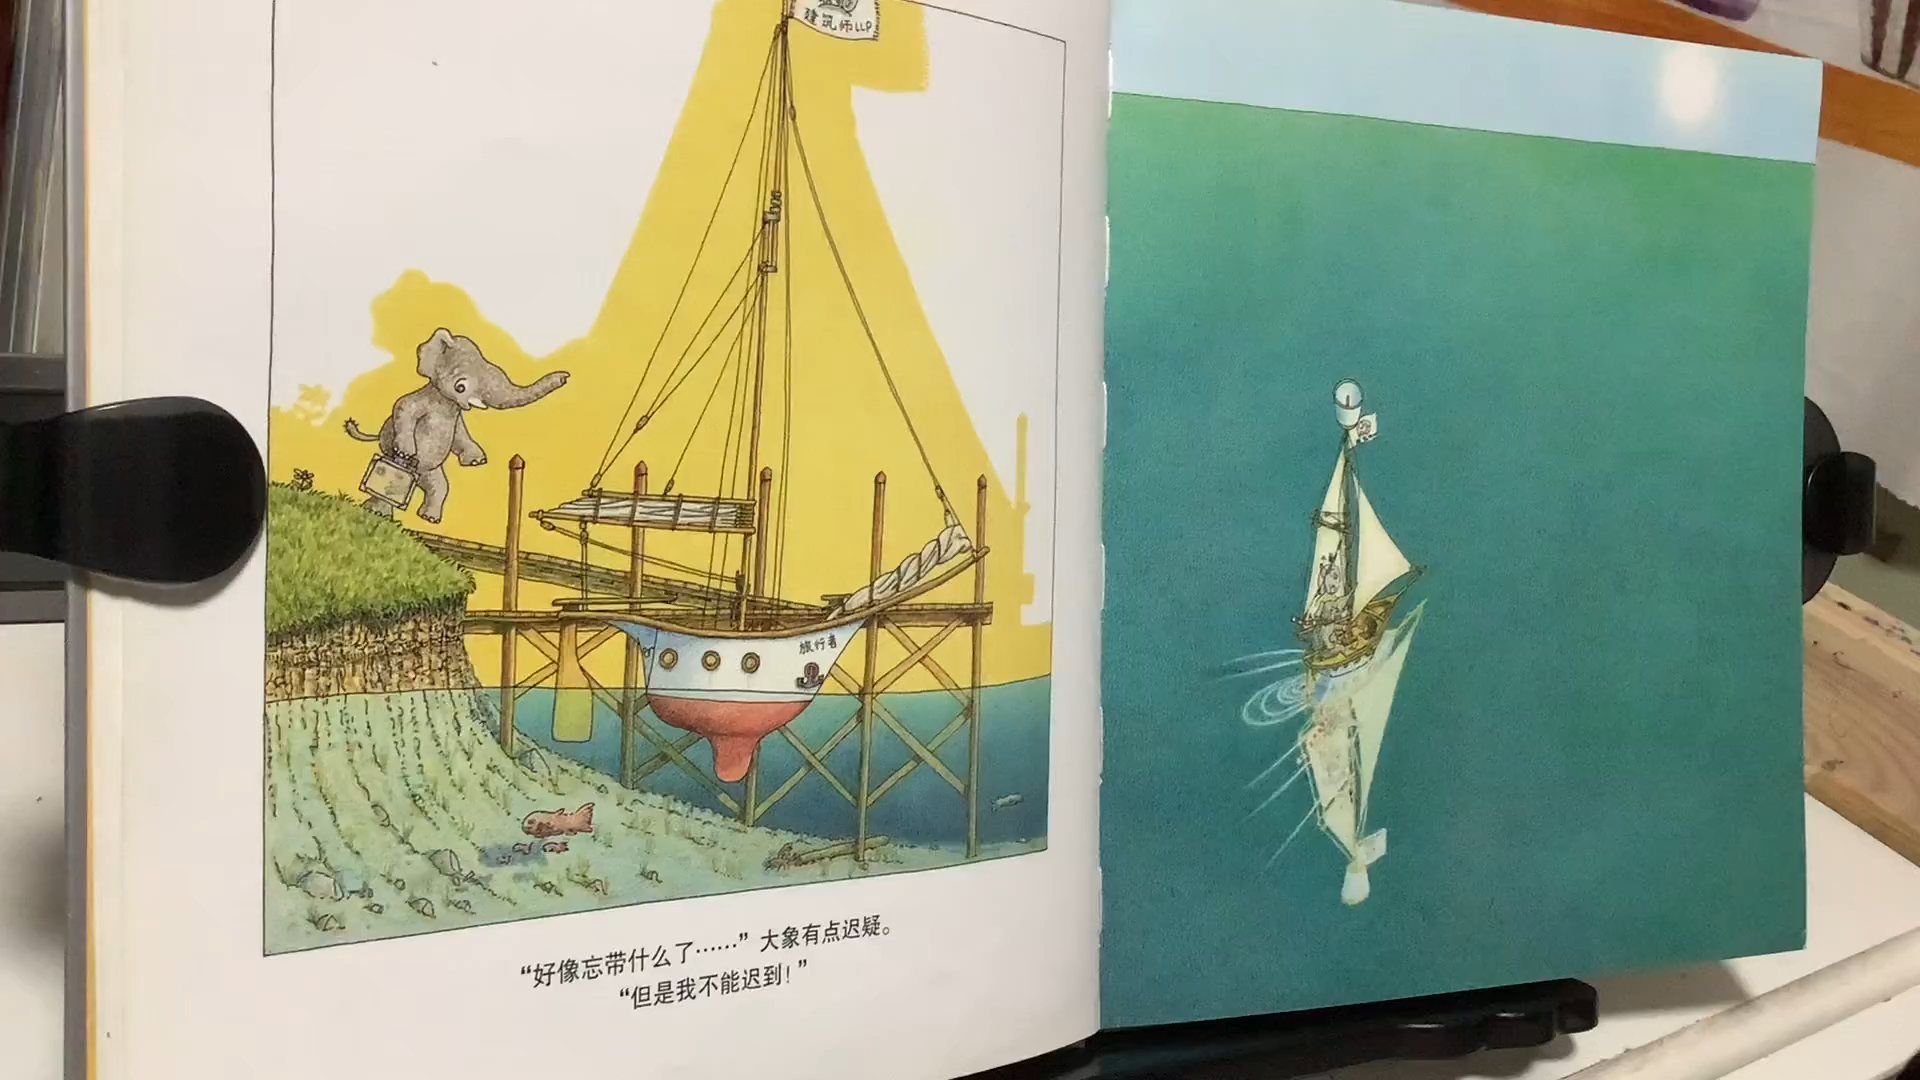 建筑师LLP
旅行者
“好像忘带什么了……”大象有点迟疑。
“但是我不能迟到！”